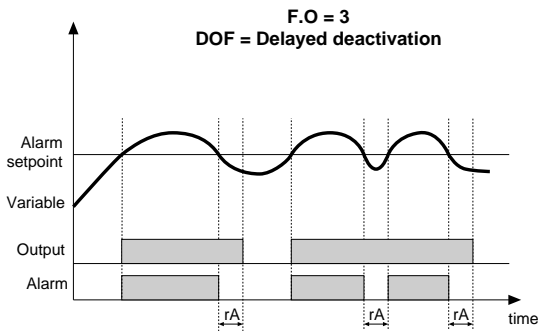 F.O = 3
DOF = Delayed deactivation
Alarm
setpoint
Variable
Output
Alarm
rA
rA
rA
time